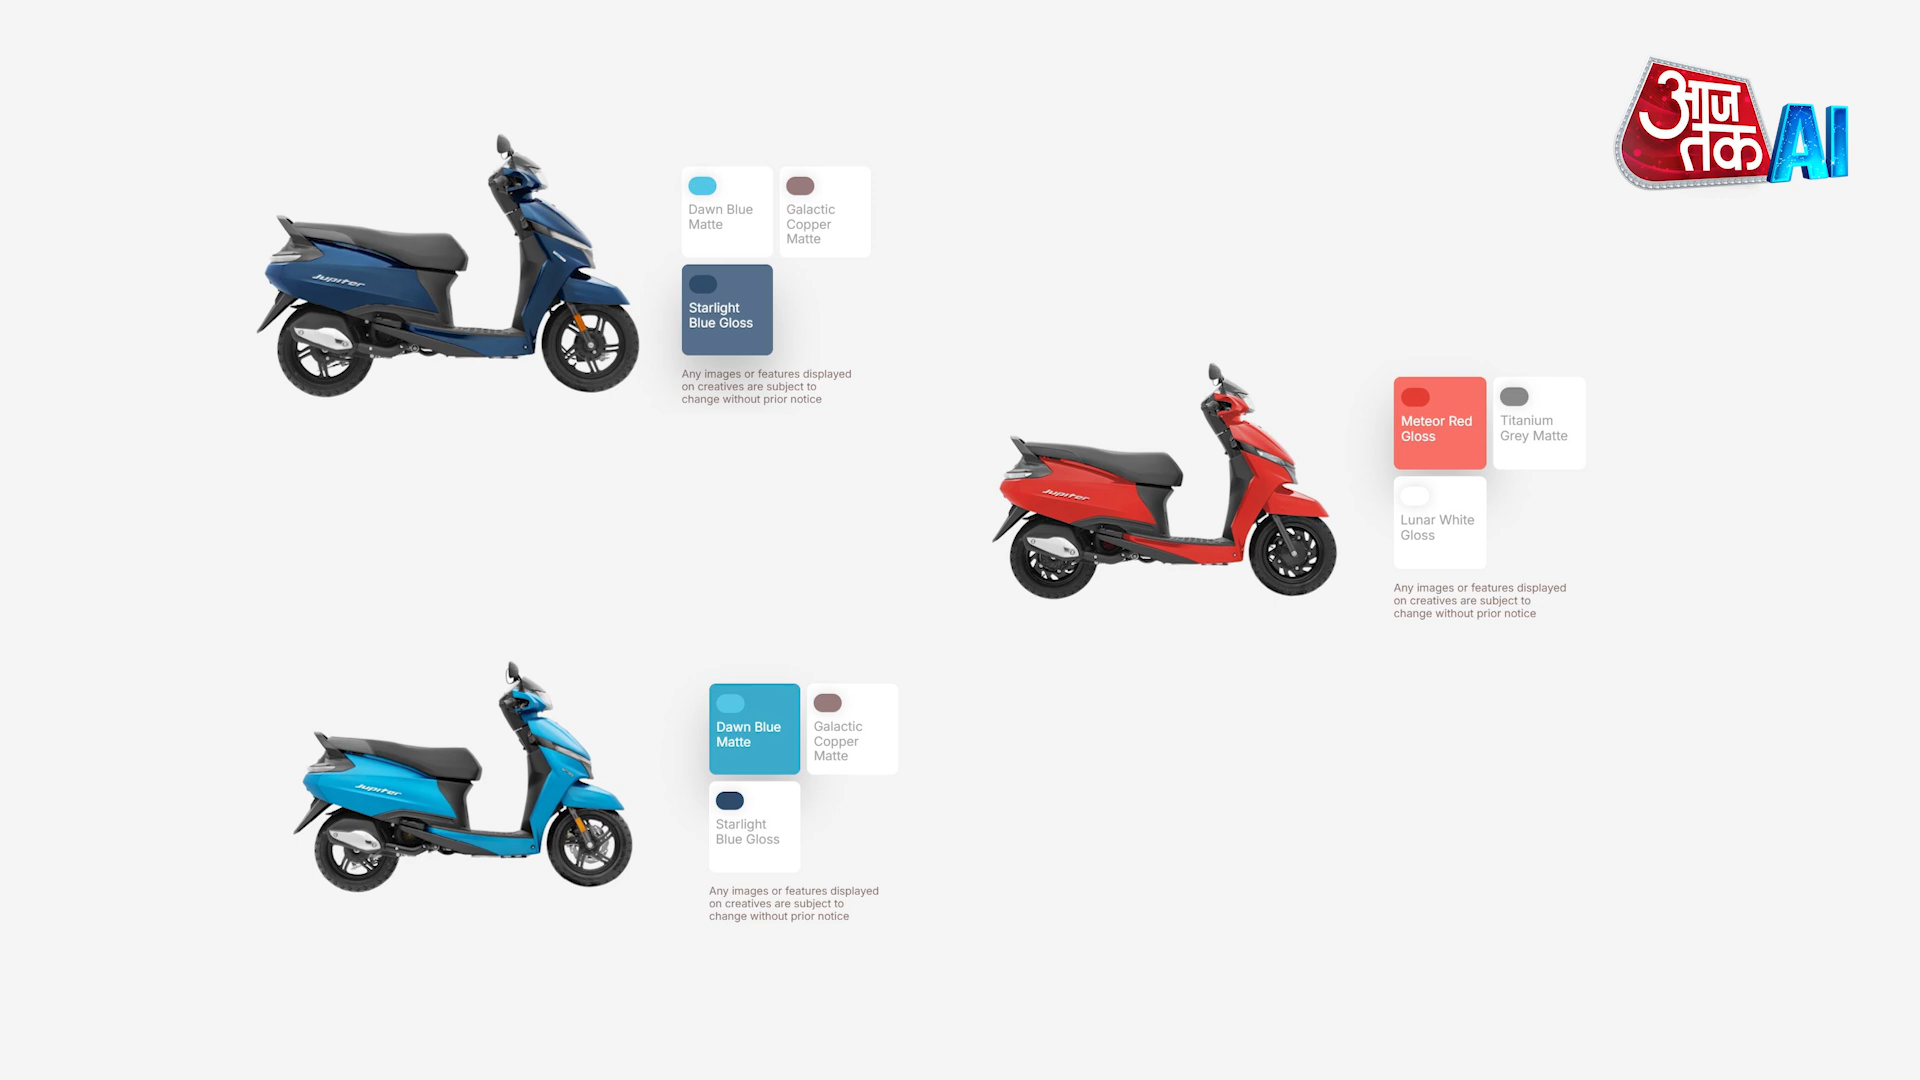 आज
तक
AI
Jupiter
Dawn Blue
Matte
Galactic
Copper
Matte
Starlight
Blue Gloss
Any images or features displayed
on creatives are subject to
change without prior notice
Jupiter
Meteor Red
Gloss
Titanium
Grey Matte
Lunar White
Gloss
Any images or features displayed
on creatives are subject to
change without prior notice
Jupiter
Dawn Blue
Matte
Galactic
Copper
Matte
Starlight
Blue Gloss
Any images or features displayed
on creatives are subject to
change without prior notice